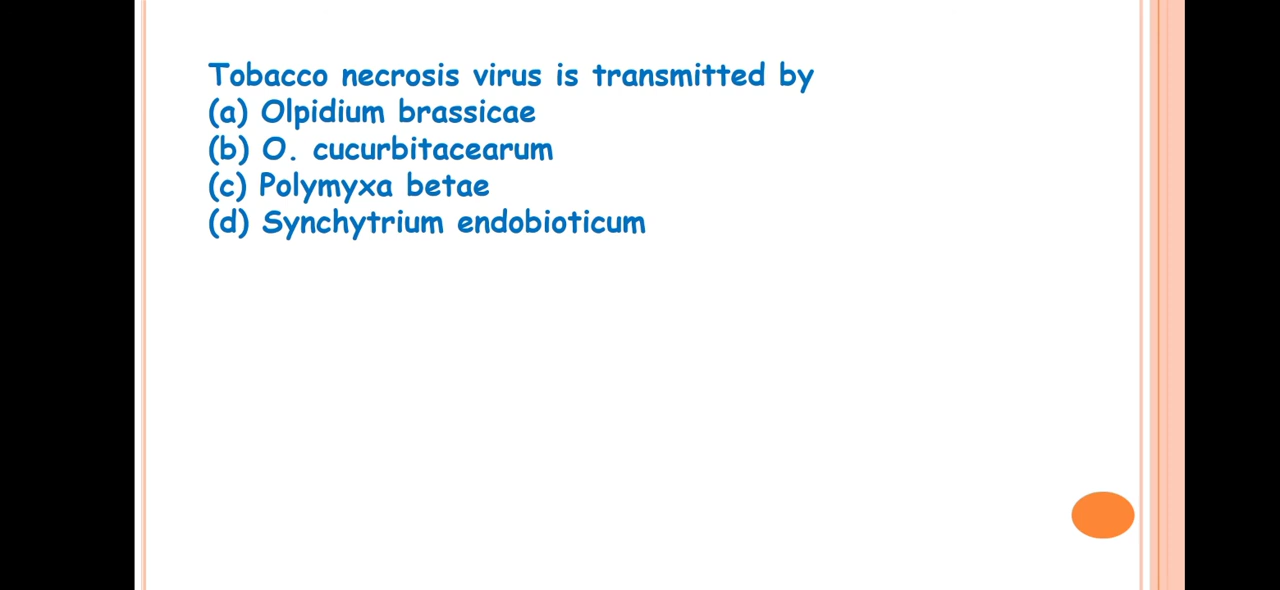 Tobacco necrosis virus is transmitted by
(a) Olpidium brassicae
(b) O. cucurbitacearum
(c) Polymyxa betae
(d) Synchytrium endobioticum